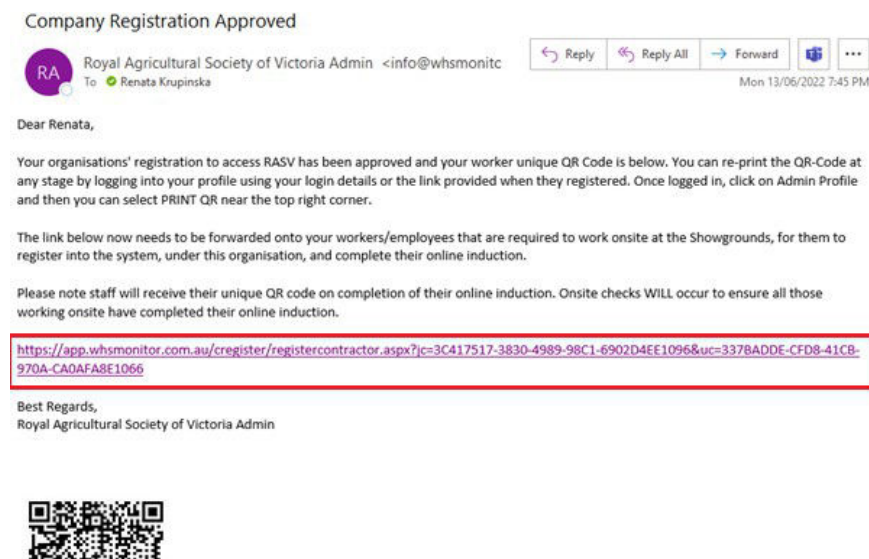 Company Registration Approved
RA
Royal Agricultural Society of Victoria Admin <info@whsmonitc
To Renata Krupinska
Reply Reply All Forward
Mon 13/06/2022 7:45 PM
Dear Renata,
Your organisations' registration to access RASV has been approved and your worker unique QR Code is below. You can re-print the QR-Code at
any stage by logging into your profile using your login details or the link provided when they registered. Once logged in, click on Admin Profile
and then you can select PRINT QR near the top right corner.
The link below now needs to be forwarded onto your workers/employees that are required to work onsite at the Showgrounds, for them to
register into the system, under this organisation, and complete their online induction.
Please note staff will receive their unique QR code on completion of their online induction. Onsite checks WILL occur to ensure all those
working onsite have completed their online induction.
https://app.whsmonitor.com.au/cregister/registercontractor.aspx?jc=3C417517-3830-4989-98C1-6902D4EE1096&uc=337BADDE-CFD8-41CB-
970A-CA0AFA8E1066
Best Regards,
Royal Agricultural Society of Victoria Admin